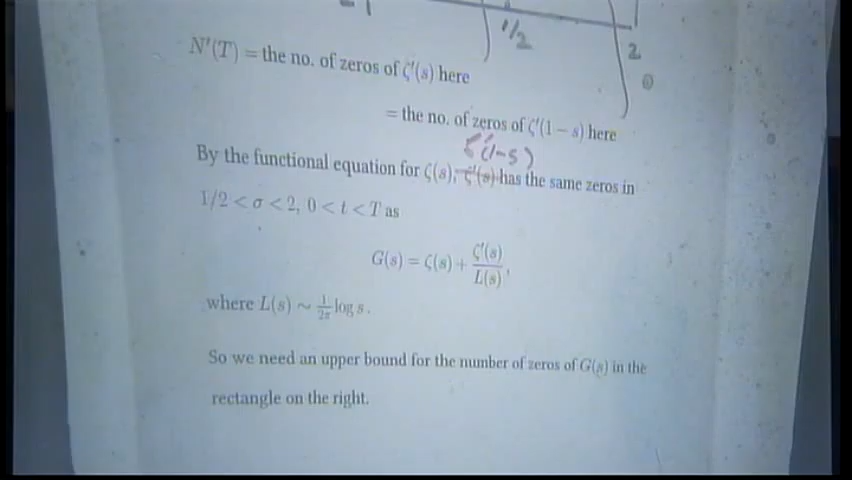 -1
1/2
2
N'(T) = the no. of zeros of ζ'(s) here
= the no. of zeros of ζ'(1 − s) here
ζ'(1-s)
By the functional equation for ζ(s), ζ'(s) has the same zeros in
1/2 < σ < 2, 0 < t < T as
G(s) = ζ(s) + ζ'(s)/L(s),
where L(s) ∼ 1/2π log s.
So we need an upper bound for the number of zeros of G(s) in the
rectangle on the right.